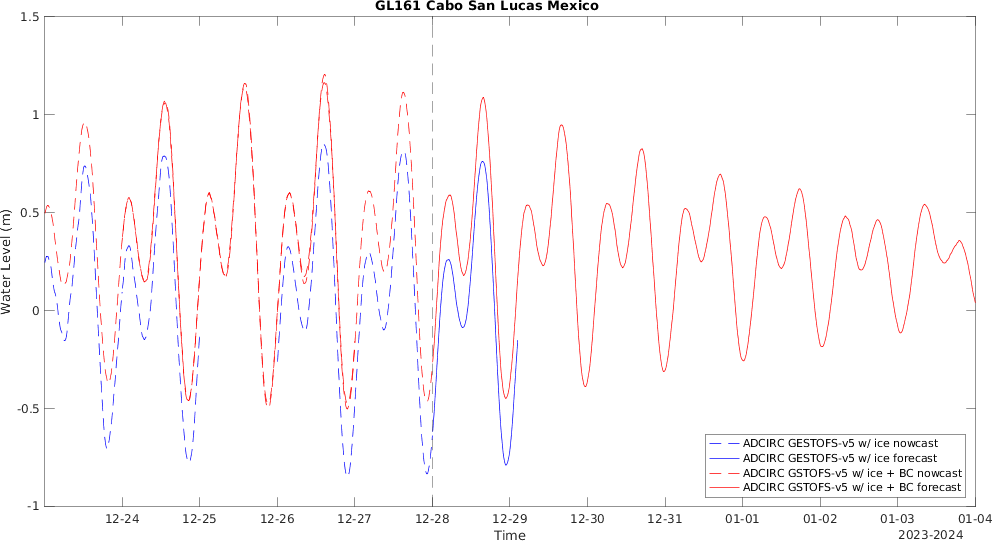 GL161 Cabo San Lucas Mexico
1.5
1
0.5
0
-0.5
-1
Water Level (m)
12-24 12-25 12-26 12-27 12-28 12-29 12-30 12-31 01-01 01-02 01-03 01-04
Time
2023-2024
ADCIRC GESTOFS-v5 w/ ice nowcast
ADCIRC GESTOFS-v5 w/ ice forecast
ADCIRC GSTOFS-v5 w/ ice + BC nowcast
ADCIRC GSTOFS-v5 w/ ice + BC forecast